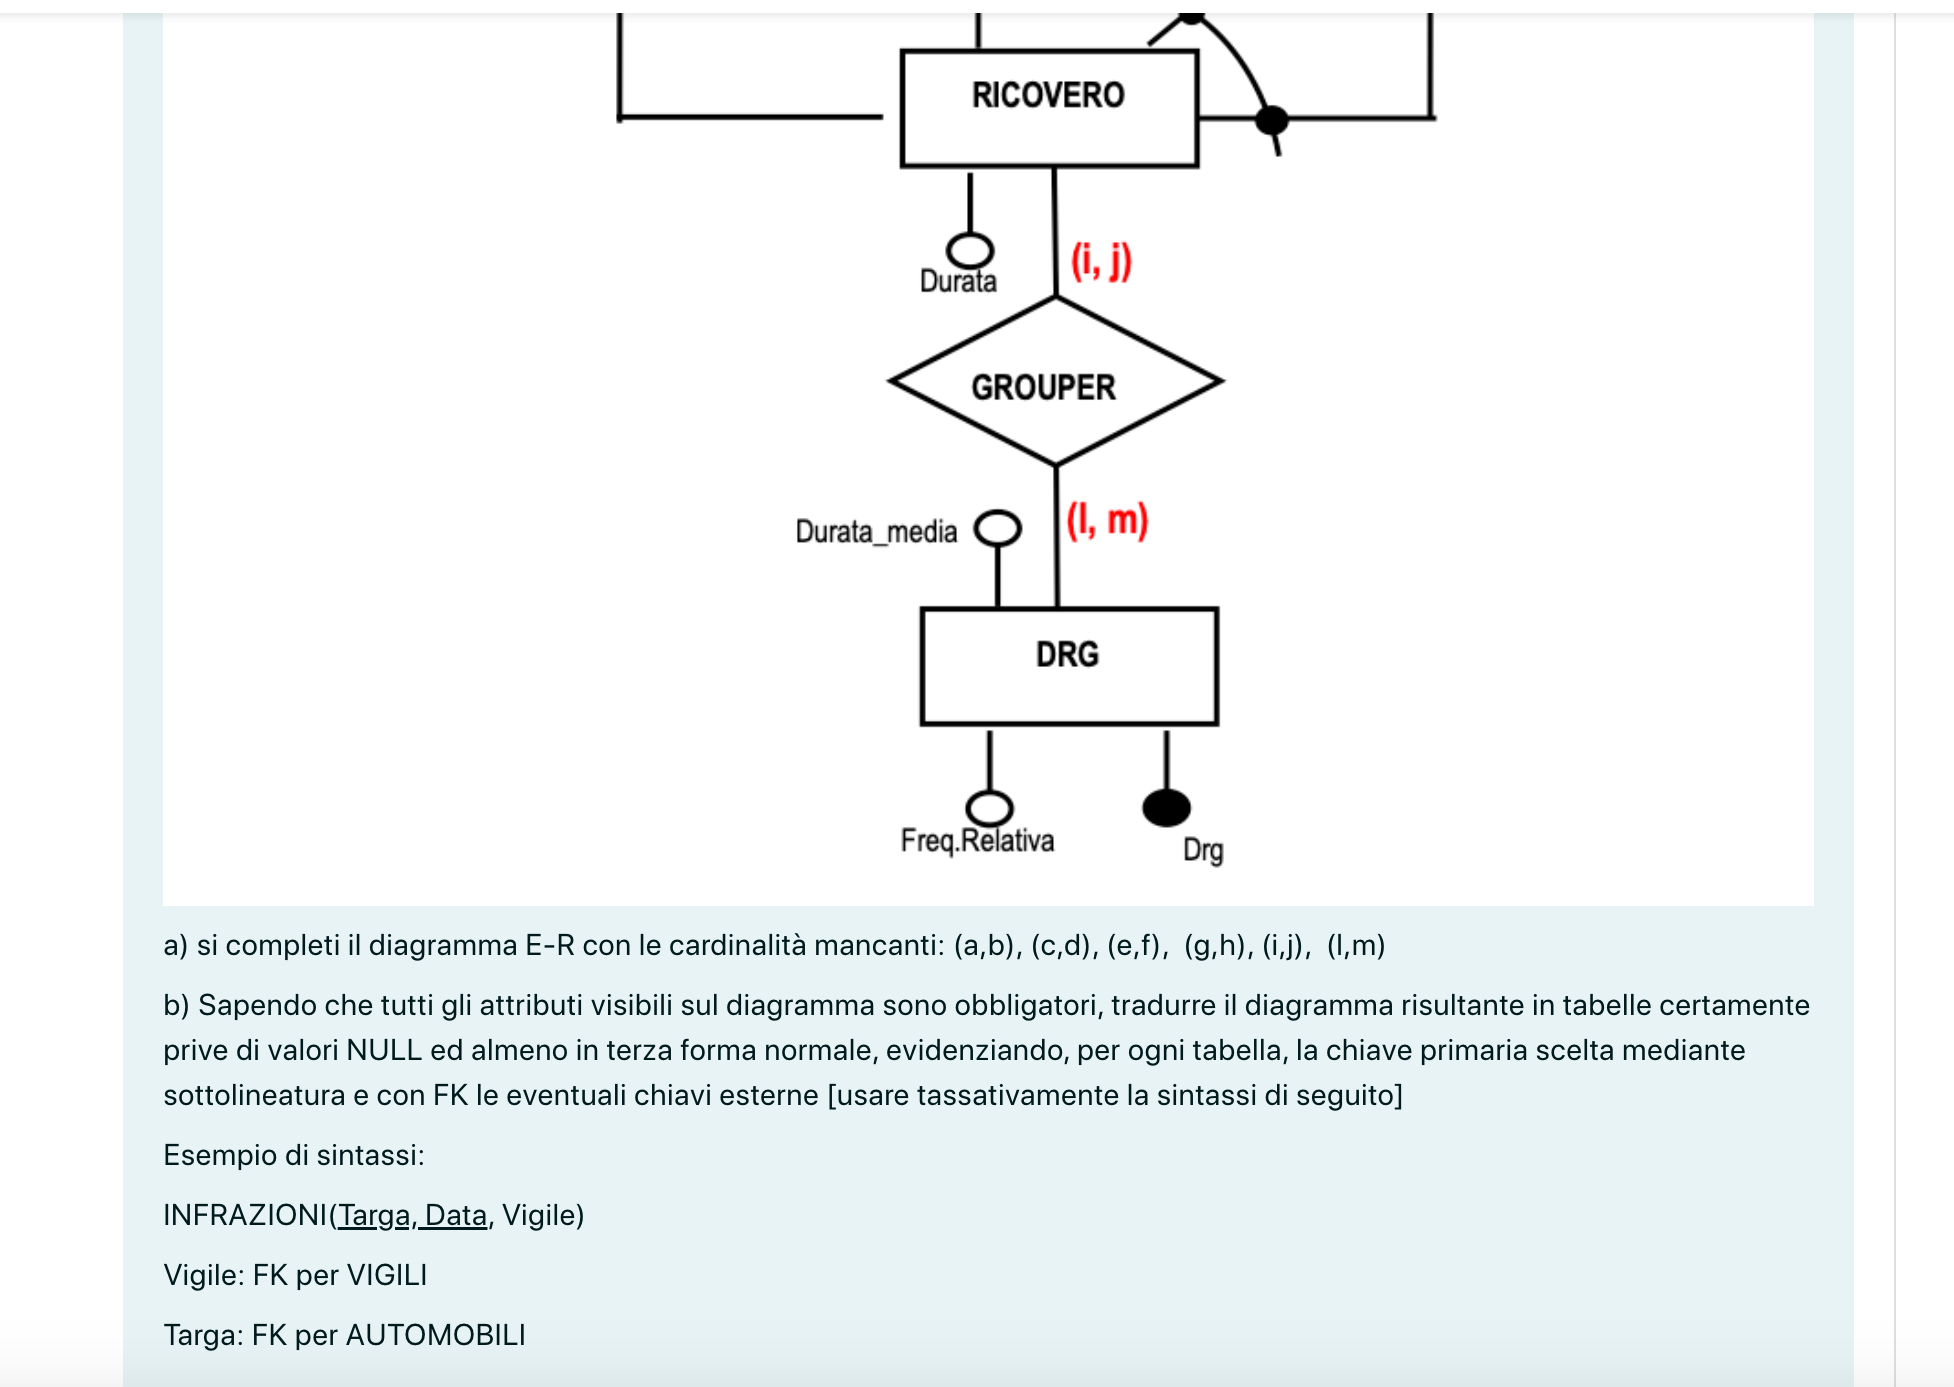 RICOVERO
Durata
(i, j)
GROUPER
Durata_media
(l, m)
DRG
Freq.Relativa
Drg
a) si completi il diagramma E-R con le cardinalità mancanti: (a,b), (c,d), (e,f), (g,h), (i,j), (l,m)
b) Sapendo che tutti gli attributi visibili sul diagramma sono obbligatori, tradurre il diagramma risultante in tabelle certamente
prive di valori NULL ed almeno in terza forma normale, evidenziando, per ogni tabella, la chiave primaria scelta mediante
sottolineatura e con FK le eventuali chiavi esterne [usare tassativamente la sintassi di seguito]
Esempio di sintassi:
INFRAZIONI(Targa, Data, Vigile)
Vigile: FK per VIGILI
Targa: FK per AUTOMOBILI